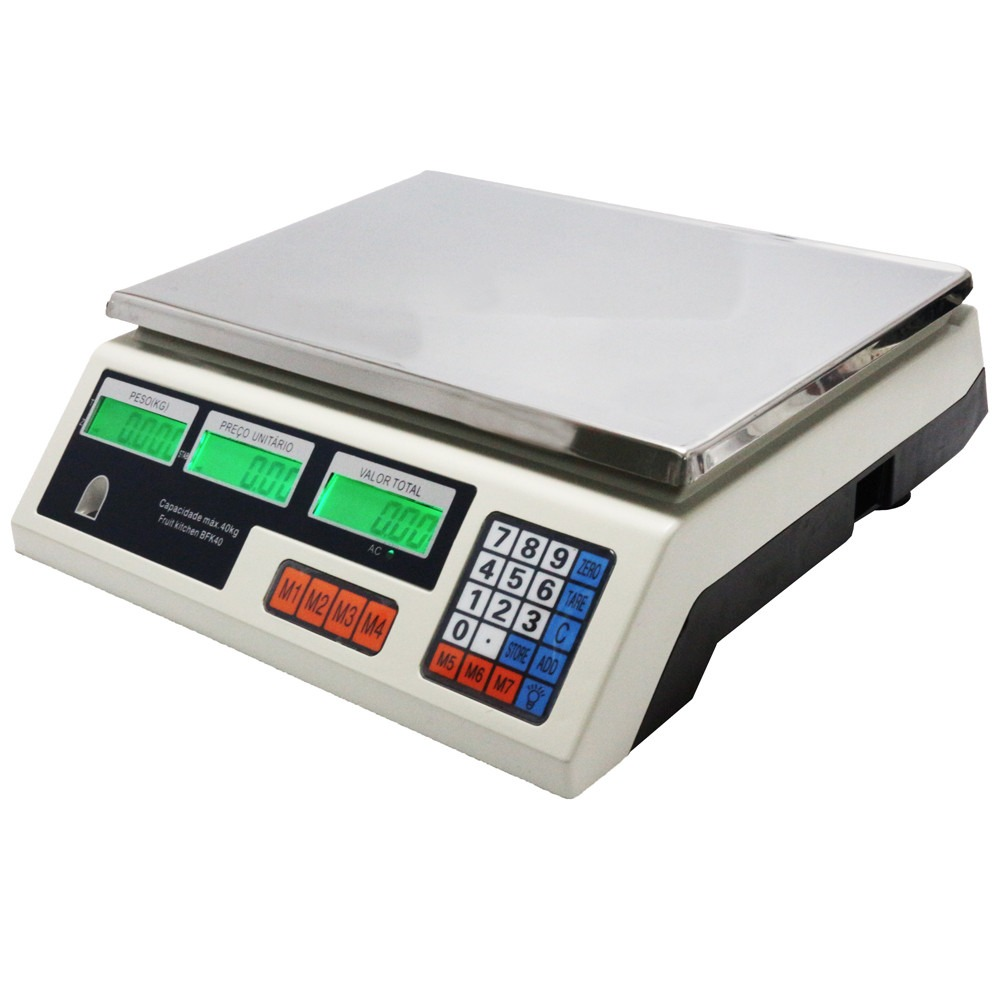 PESO(KG)
0.00
PREÇO UNITÁRIO
0.00
VALOR TOTAL
0.00
AC
Capacidade máx. 40kg
Fruit kitchen BFK40
M1 M2 M3 M4
7 8 9 ZERO
4 5 6 TARE
1 2 3 C
0 . STORE ADD
M5 M6 M7